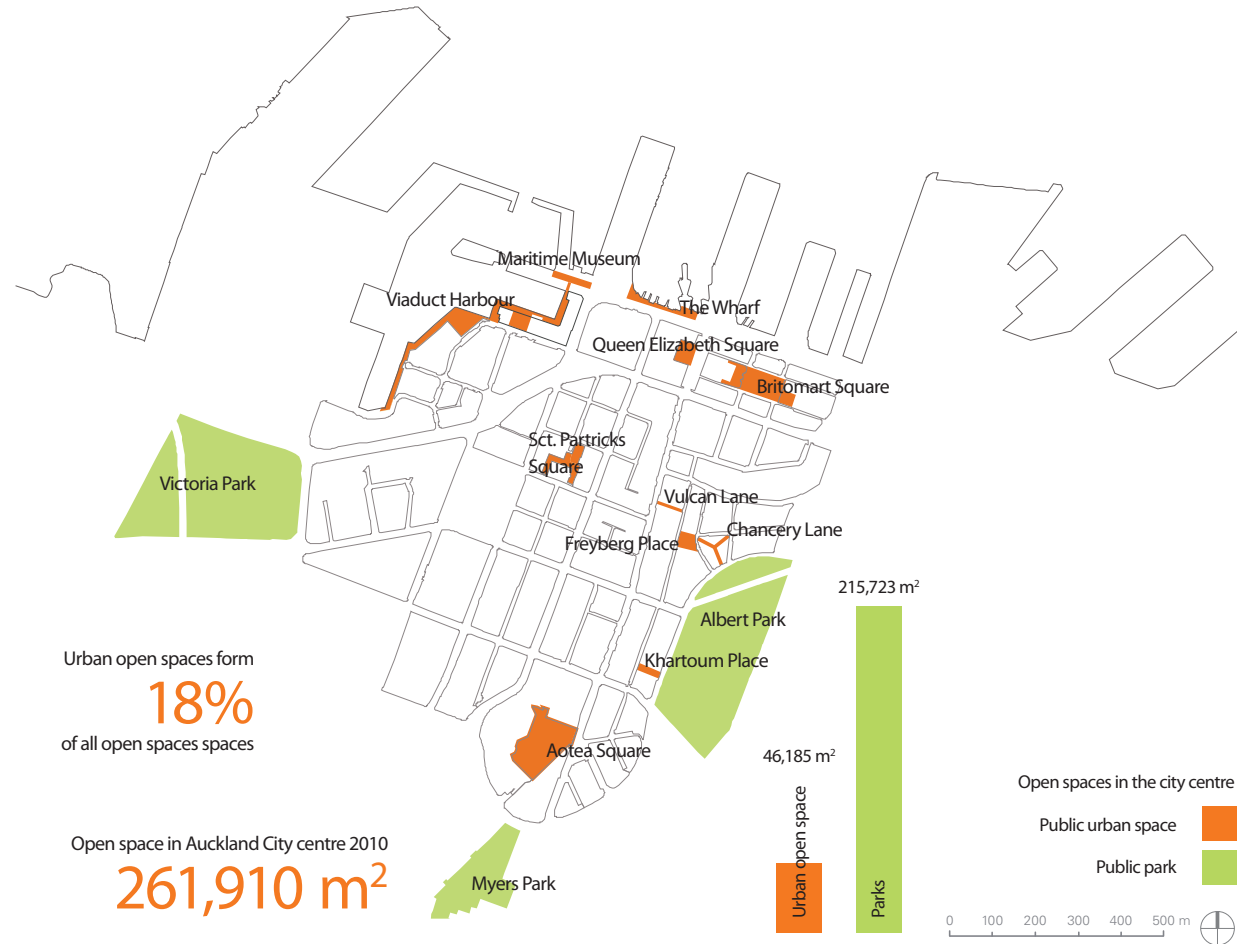 Maritime Museum
Viaduct Harbour
The Wharf
Queen Elizabeth Square
Britomart Square
Sct. Partricks
Square
Victoria Park
Vulcan Lane
Chancery Lane
Freyberg Place
Albert Park
Khartoum Place
Aotea Square
Myers Park
Urban open spaces form
18%
of all open spaces spaces
Open space in Auckland City centre 2010
261,910 m²
46,185 m²
Urban open space
215,723 m²
Parks
Open spaces in the city centre
Public urban space
Public park
0 100 200 300 400 500 m